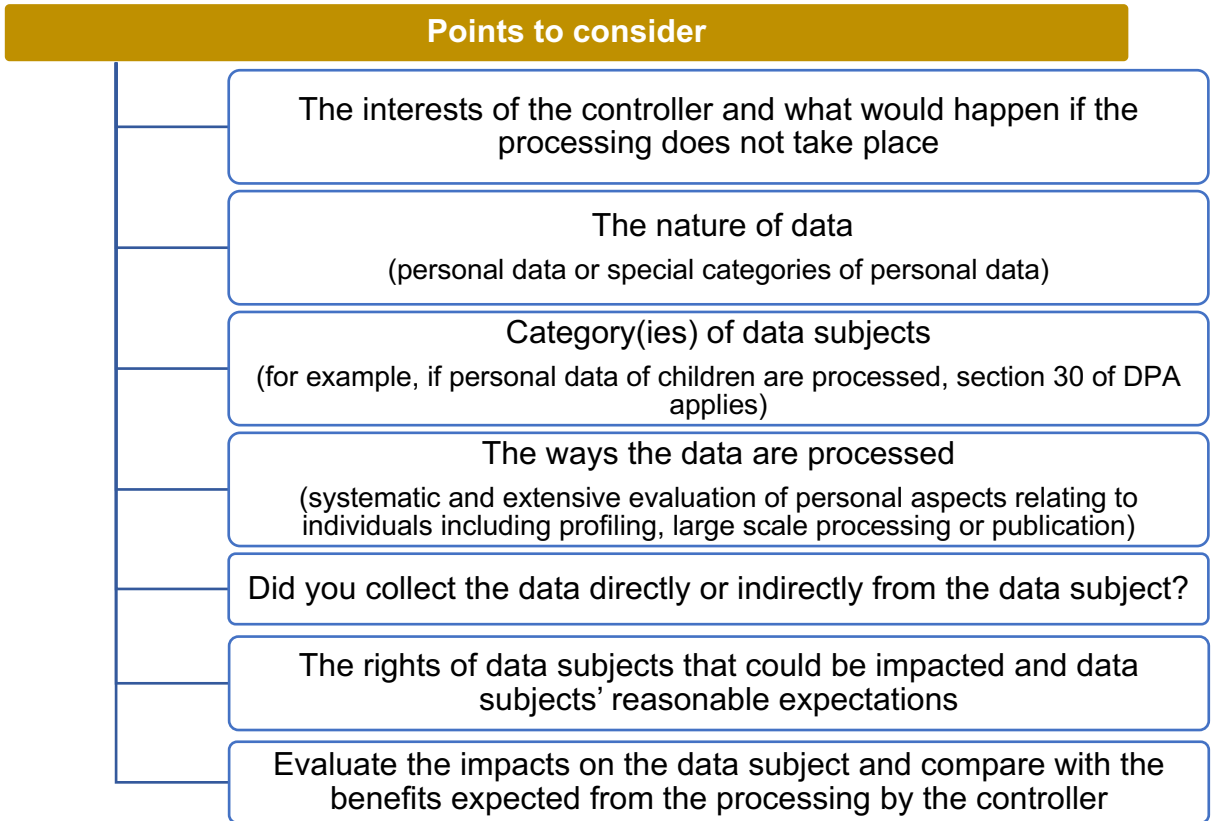 Points to consider
The interests of the controller and what would happen if the
processing does not take place
The nature of data
(personal data or special categories of personal data)
Category(ies) of data subjects
(for example, if personal data of children are processed, section 30 of DPA
applies)
The ways the data are processed
(systematic and extensive evaluation of personal aspects relating to
individuals including profiling, large scale processing or publication)
Did you collect the data directly or indirectly from the data subject?
The rights of data subjects that could be impacted and data
subjects’ reasonable expectations
Evaluate the impacts on the data subject and compare with the
benefits expected from the processing by the controller